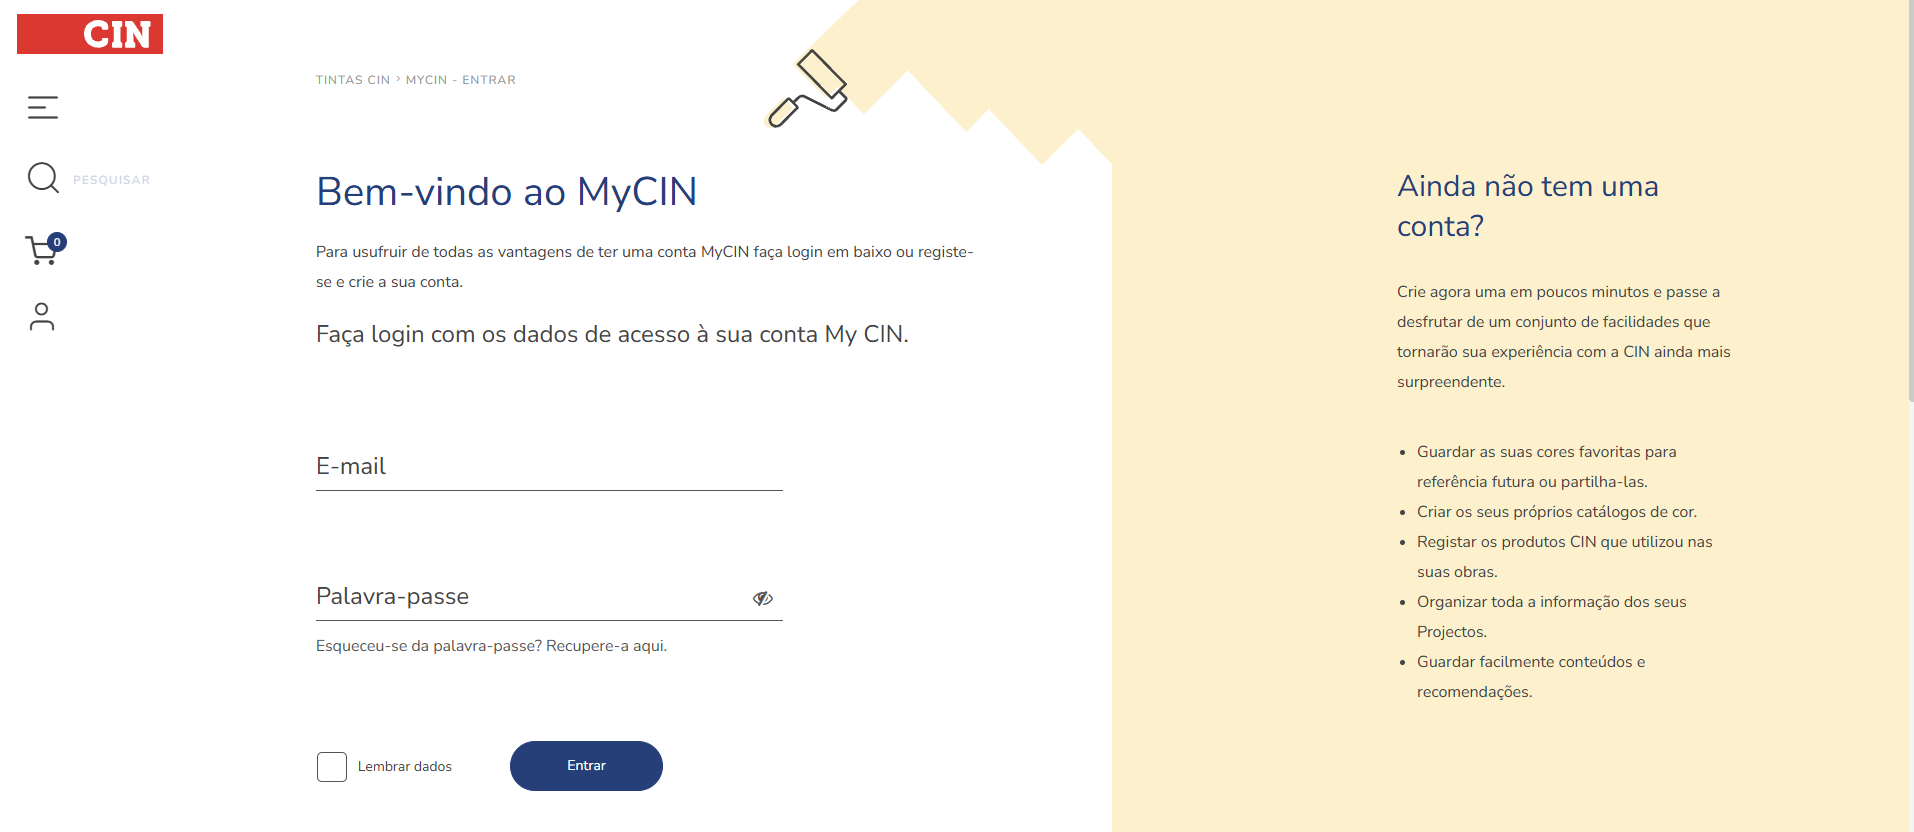 CIN
TINTAS CIN › MYCIN - ENTRAR
PESQUISAR
0
Bem-vindo ao MyCIN
Para usufruir de todas as vantagens de ter uma conta MyCIN faça login em baixo ou registe-
se e crie a sua conta.
Faça login com os dados de acesso à sua conta My CIN.
E-mail
Palavra-passe
Esqueceu-se da palavra-passe? Recupere-a aqui.
Lembrar dados
Entrar
Ainda não tem uma
conta?
Crie agora uma em poucos minutos e passe a
desfrutar de um conjunto de facilidades que
tornarão sua experiência com a CIN ainda mais
surpreendente.
• Guardar as suas cores favoritas para
referência futura ou partilha-las.
• Criar os seus próprios catálogos de cor.
• Registar os produtos CIN que utilizou nas
suas obras.
• Organizar toda a informação dos seus
Projectos.
• Guardar facilmente conteúdos e
recomendações.